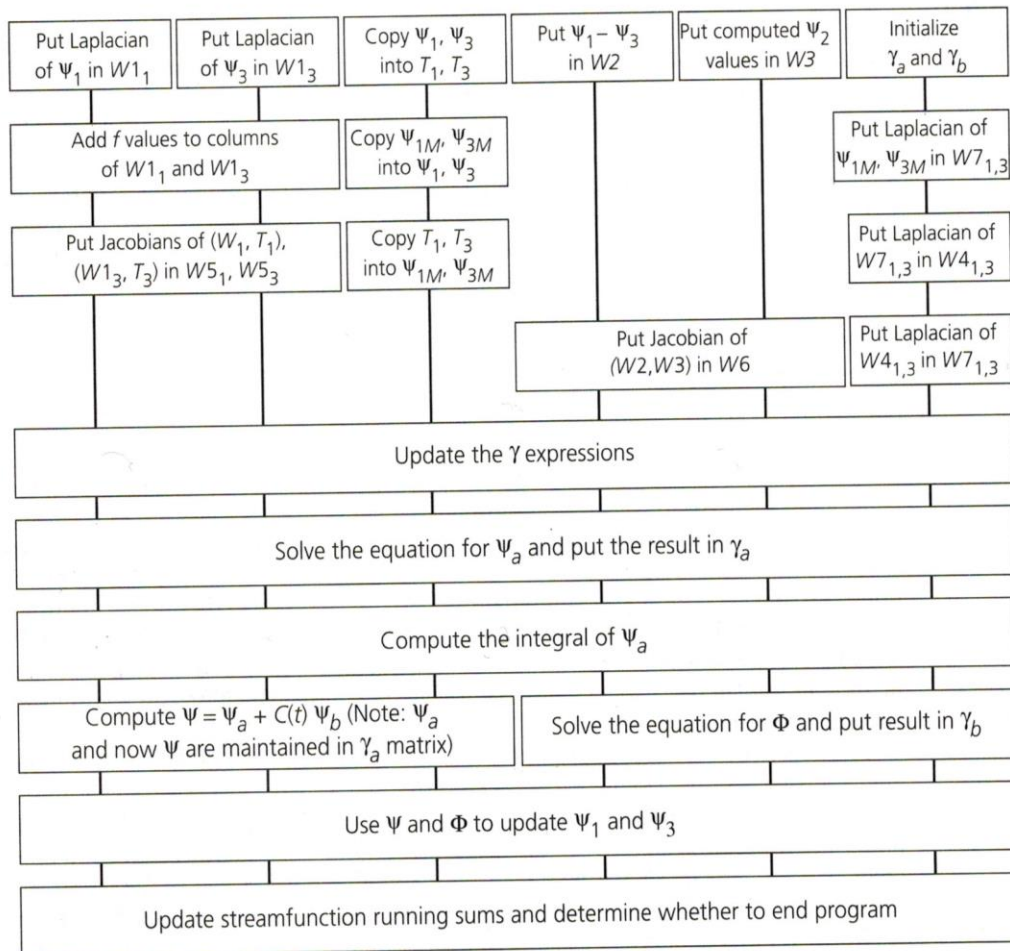 Put Laplacian
of Ψ₁ in W1₁
Put Laplacian
of Ψ₃ in W1₃
Copy Ψ₁, Ψ₃
into T₁, T₃
Put Ψ₁ – Ψ₃
in W2
Put computed Ψ₂
values in W3
Initialize
γₐ and γ_b
Add f values to columns
of W1₁ and W1₃
Copy Ψ₁M, Ψ₃M
into Ψ₁, Ψ₃
Put Laplacian of
Ψ₁M, Ψ₃M in W7₁,₃
Put Jacobians of (W₁, T₁),
(W1₃, T₃) in W5₁, W5₃
Copy T₁, T₃
into Ψ₁M, Ψ₃M
Put Laplacian of
W7₁,₃ in W4₁,₃
Put Jacobian of
(W2,W3) in W6
Put Laplacian of
W4₁,₃ in W7₁,₃
Update the γ expressions
Solve the equation for Ψₐ and put the result in γₐ
Compute the integral of Ψₐ
Compute Ψ = Ψₐ + C(t) Ψ_b (Note: Ψₐ
and now Ψ are maintained in γₐ matrix)
Solve the equation for Φ and put result in γ_b
Use Ψ and Φ to update Ψ₁ and Ψ₃
Update streamfunction running sums and determine whether to end program